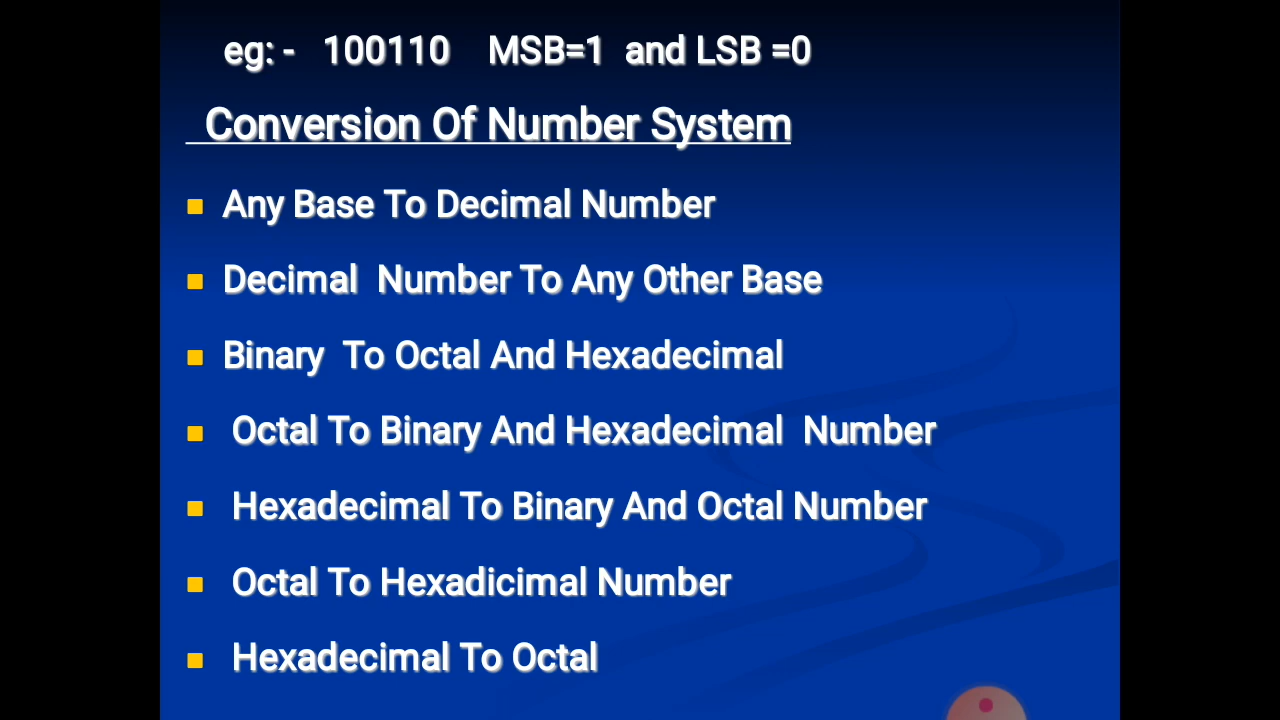 eg: - 100110 MSB=1 and LSB =0
Conversion Of Number System
Any Base To Decimal Number
Decimal Number To Any Other Base
Binary To Octal And Hexadecimal
Octal To Binary And Hexadecimal Number
Hexadecimal To Binary And Octal Number
Octal To Hexadicimal Number
Hexadecimal To Octal